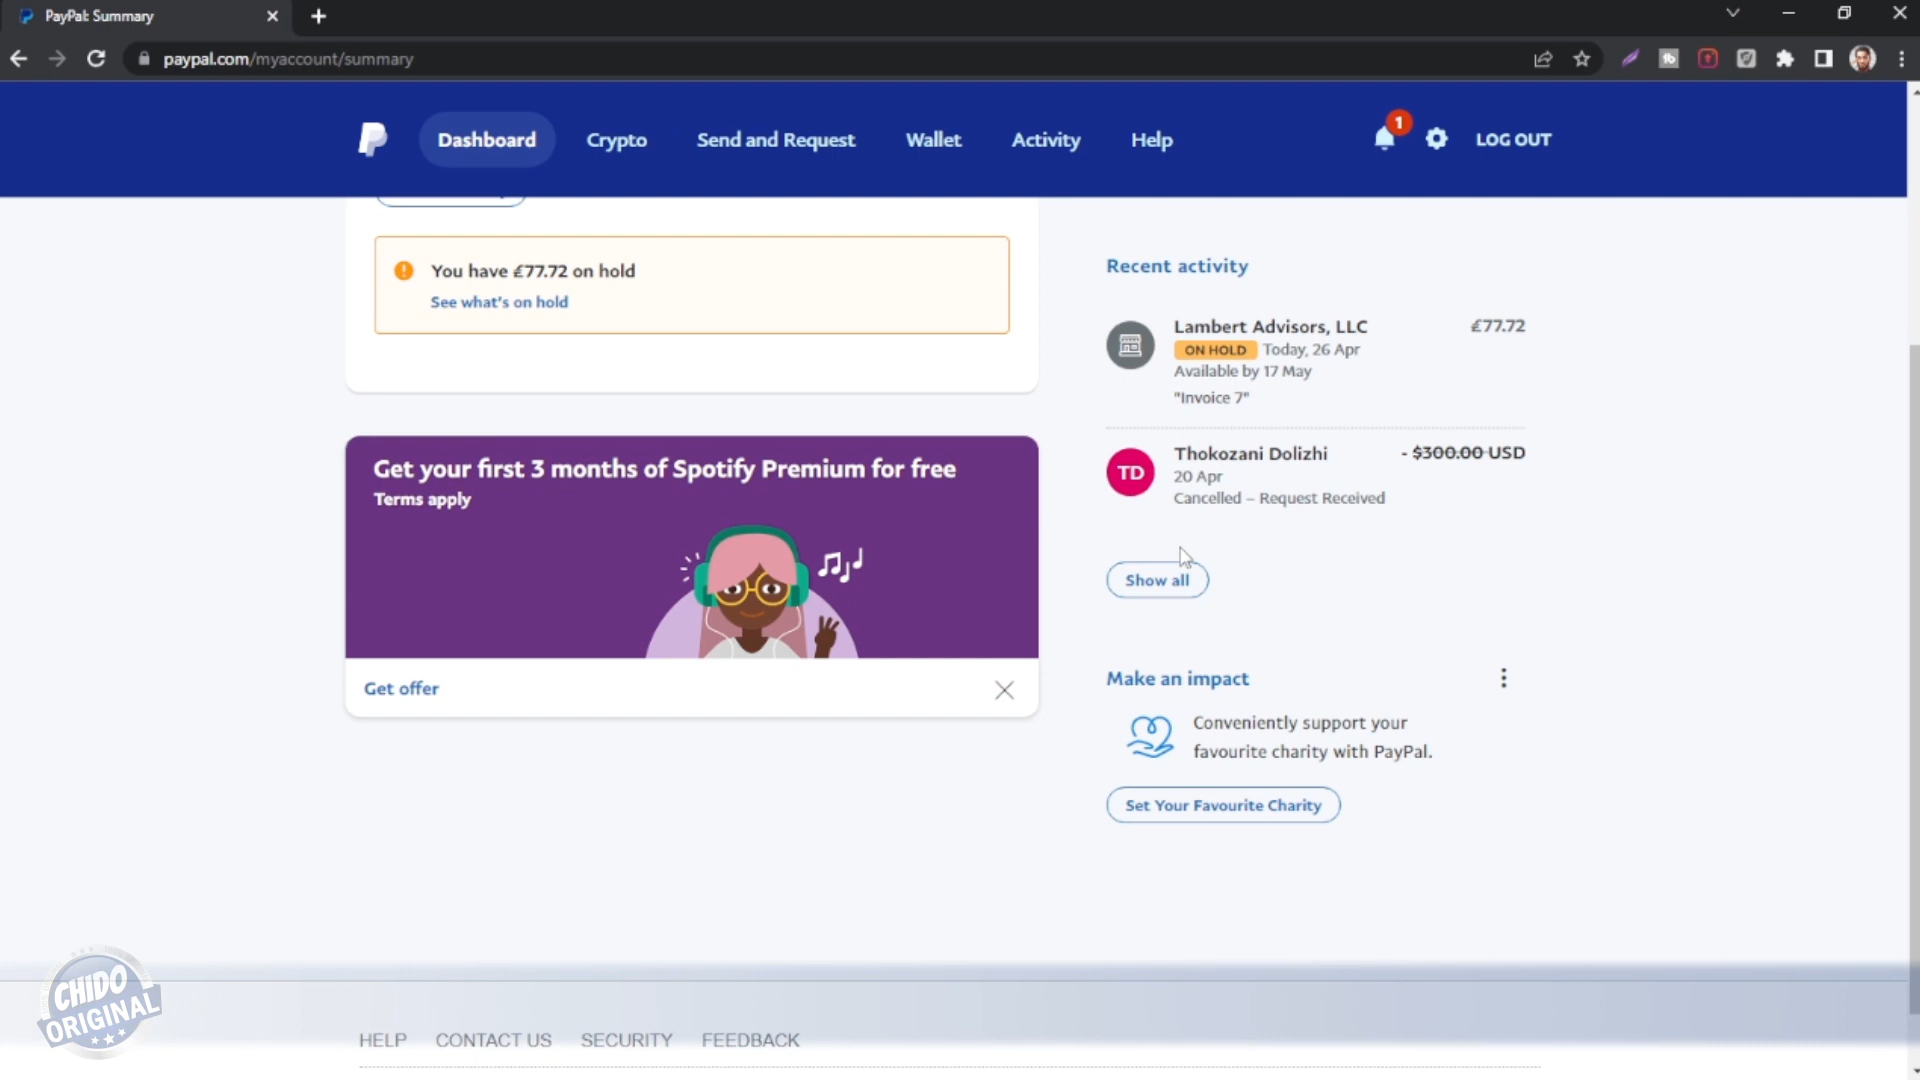 PayPal: Summary
paypal.com/myaccount/summary
Dashboard
Crypto
Send and Request
Wallet
Activity
Help
1
LOG OUT
You have £77.72 on hold
See what's on hold
Get your first 3 months of Spotify Premium for free
Terms apply
Get offer
Recent activity
Lambert Advisors, LLC
£77.72
ON HOLD Today, 26 Apr
Available by 17 May
"Invoice 7"
TD
Thokozani Dolizhi
- $300.00 USD
20 Apr
Cancelled – Request Received
Show all
Make an impact
Conveniently support your
favourite charity with PayPal.
Set Your Favourite Charity
CHIDO
ORIGINAL
HELP
CONTACT US
SECURITY
FEEDBACK